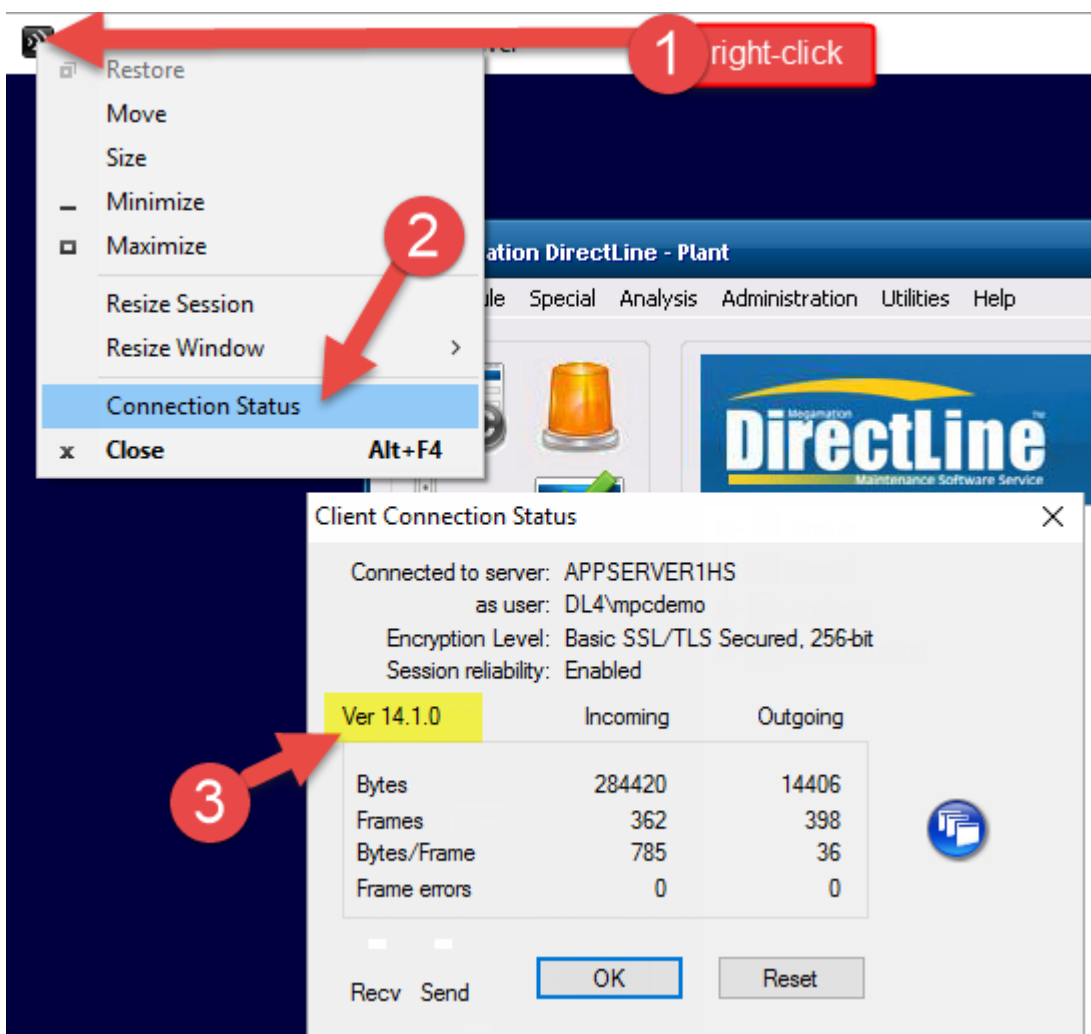 1 right-click
Restore
Move
Size
Minimize
Maximize
2
Resize Session
Resize Window
Connection Status
Close Alt+F4
ation DirectLine - Plant
Special Analysis Administration Utilities Help
Megamation
DirectLine™
Maintenance Software Service
Client Connection Status
Connected to server: APPSERVER1HS
as user: DL4\mpcdemo
Encryption Level: Basic SSL/TLS Secured, 256-bit
Session reliability: Enabled
Ver 14.1.0 Incoming Outgoing
3
Bytes 284420 14406
Frames 362 398
Bytes/Frame 785 36
Frame errors 0 0
Recv Send
OK Reset